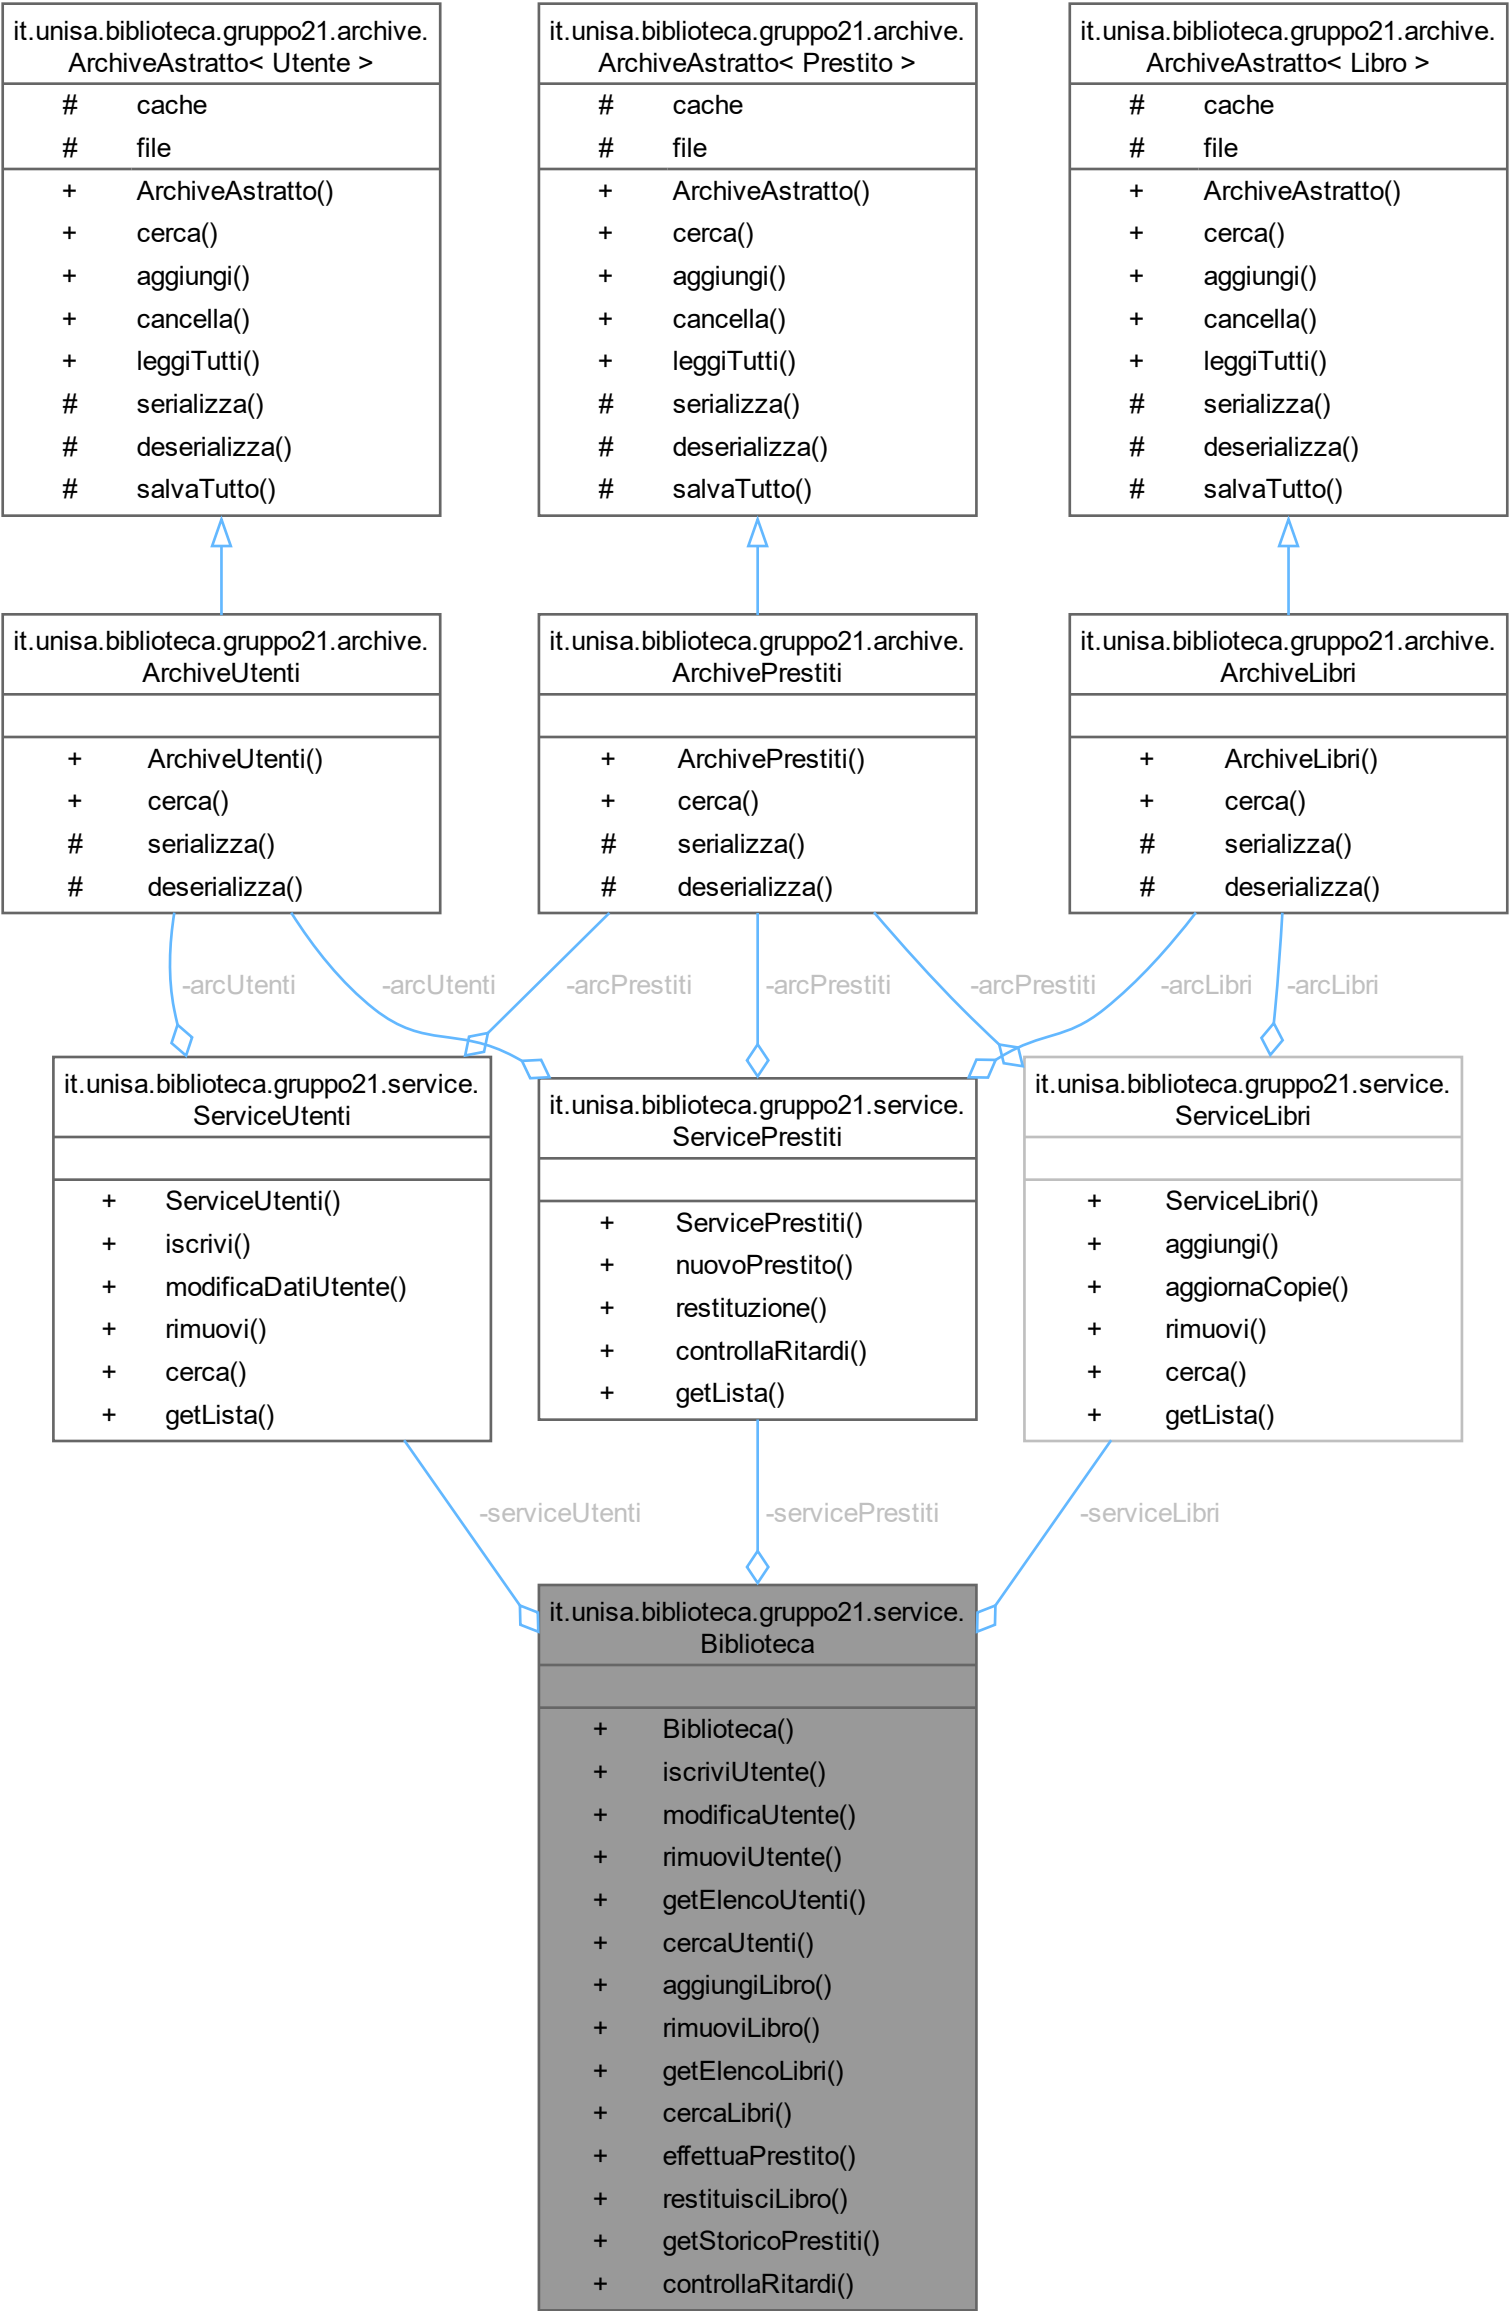 it.unisa.biblioteca.gruppo21.archive.
ArchiveAstratto< Utente >
# cache
# file
+ ArchiveAstratto()
+ cerca()
+ aggiungi()
+ cancella()
+ leggiTutti()
# serializza()
# deserializza()
# salvaTutto()
it.unisa.biblioteca.gruppo21.archive.
ArchiveAstratto< Prestito >
# cache
# file
+ ArchiveAstratto()
+ cerca()
+ aggiungi()
+ cancella()
+ leggiTutti()
# serializza()
# deserializza()
# salvaTutto()
it.unisa.biblioteca.gruppo21.archive.
ArchiveAstratto< Libro >
# cache
# file
+ ArchiveAstratto()
+ cerca()
+ aggiungi()
+ cancella()
+ leggiTutti()
# serializza()
# deserializza()
# salvaTutto()
it.unisa.biblioteca.gruppo21.archive.
ArchiveUtenti
+ ArchiveUtenti()
+ cerca()
# serializza()
# deserializza()
it.unisa.biblioteca.gruppo21.archive.
ArchivePrestiti
+ ArchivePrestiti()
+ cerca()
# serializza()
# deserializza()
it.unisa.biblioteca.gruppo21.archive.
ArchiveLibri
+ ArchiveLibri()
+ cerca()
# serializza()
# deserializza()
-arcUtenti
-arcUtenti
-arcPrestiti
-arcPrestiti
-arcPrestiti
-arcLibri
-arcLibri
it.unisa.biblioteca.gruppo21.service.
ServiceUtenti
+ ServiceUtenti()
+ iscrivi()
+ modificaDatiUtente()
+ rimuovi()
+ cerca()
+ getLista()
it.unisa.biblioteca.gruppo21.service.
ServicePrestiti
+ ServicePrestiti()
+ nuovoPrestito()
+ restituzione()
+ controllaRitardi()
+ getLista()
it.unisa.biblioteca.gruppo21.service.
ServiceLibri
+ ServiceLibri()
+ aggiungi()
+ aggiornaCopie()
+ rimuovi()
+ cerca()
+ getLista()
-serviceUtenti
-servicePrestiti
-serviceLibri
it.unisa.biblioteca.gruppo21.service.
Biblioteca
+ Biblioteca()
+ iscriviUtente()
+ modificaUtente()
+ rimuoviUtente()
+ getElencoUtenti()
+ cercaUtenti()
+ aggiungiLibro()
+ rimuoviLibro()
+ getElencoLibri()
+ cercaLibri()
+ effettuaPrestito()
+ restituisciLibro()
+ getStoricoPrestiti()
+ controllaRitardi()